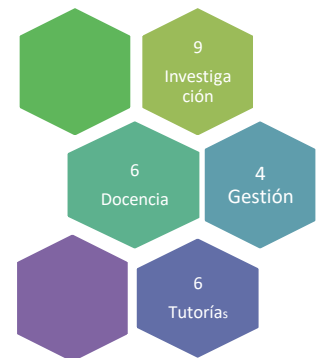 9
Investiga
ción
6
Docencia
4
Gestión
6
Tutorías